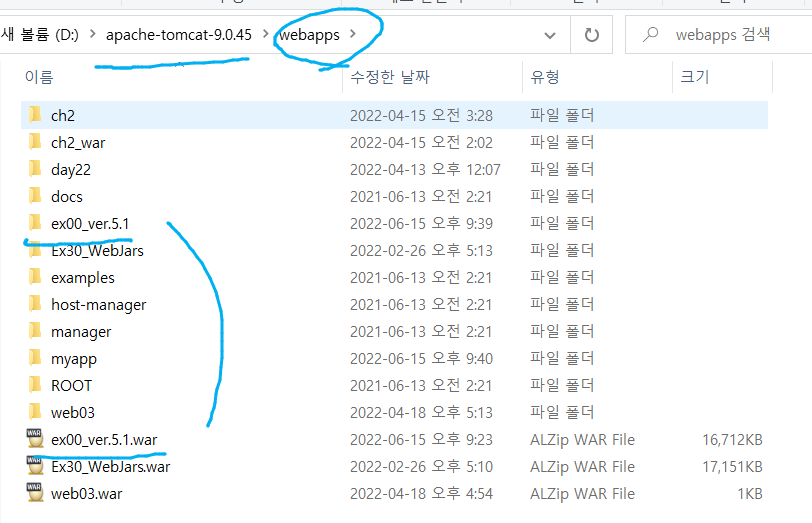 새 볼륨 (D:) > apache-tomcat-9.0.45 > webapps > webapps 검색
이름 수정한 날짜 유형 크기
ch2 2022-04-15 오전 3:28 파일 폴더
ch2_war 2022-04-15 오전 2:02 파일 폴더
day22 2022-04-13 오후 12:07 파일 폴더
docs 2021-06-13 오전 2:21 파일 폴더
ex00_ver.5.1 2022-06-15 오후 9:39 파일 폴더
Ex30_WebJars 2022-02-26 오후 5:13 파일 폴더
examples 2021-06-13 오전 2:21 파일 폴더
host-manager 2021-06-13 오전 2:21 파일 폴더
manager 2021-06-13 오전 2:21 파일 폴더
myapp 2022-06-15 오후 9:40 파일 폴더
ROOT 2021-06-13 오전 2:21 파일 폴더
web03 2022-04-18 오후 5:13 파일 폴더
WAR ex00_ver.5.1.war 2022-06-15 오후 9:23 ALZip WAR File 16,712KB
WAR Ex30_WebJars.war 2022-02-26 오후 5:10 ALZip WAR File 17,151KB
WAR web03.war 2022-04-18 오후 4:54 ALZip WAR File 1KB